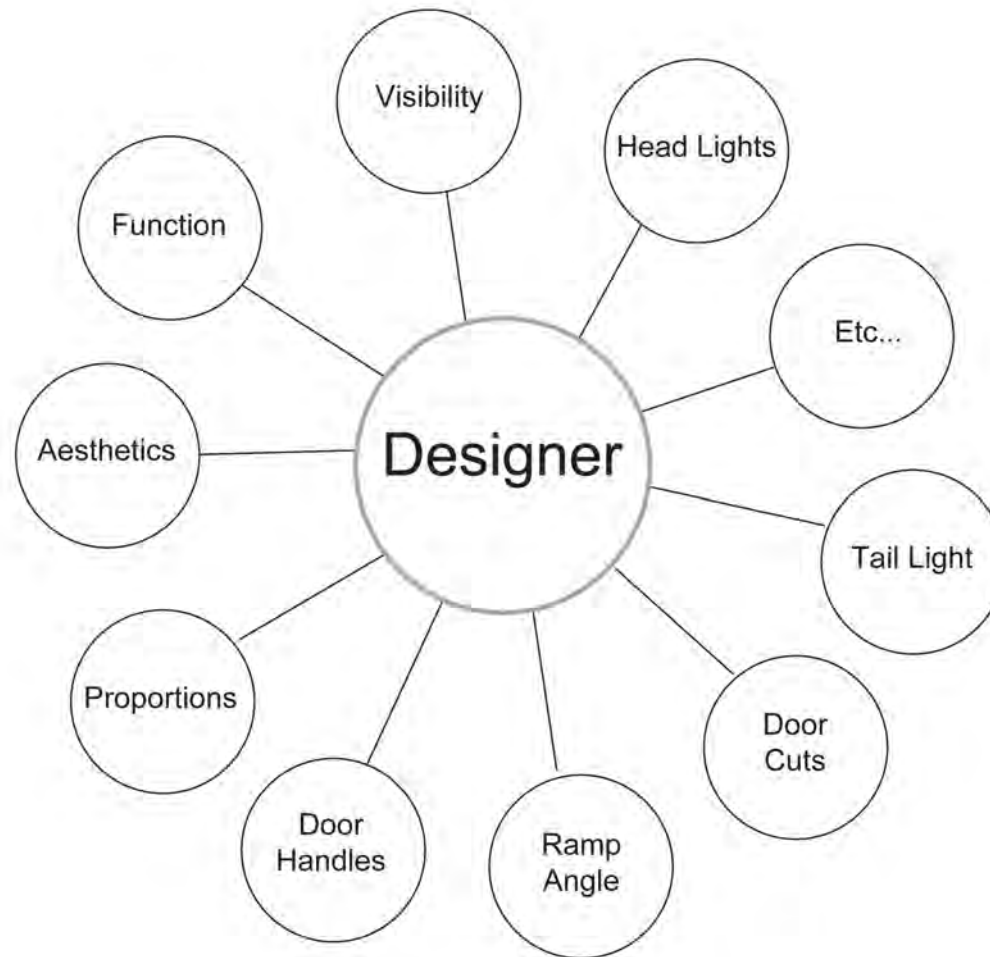 Visibility
Head Lights
Function
Etc...
Aesthetics
Designer
Tail Light
Proportions
Door
Cuts
Door
Handles
Ramp
Angle